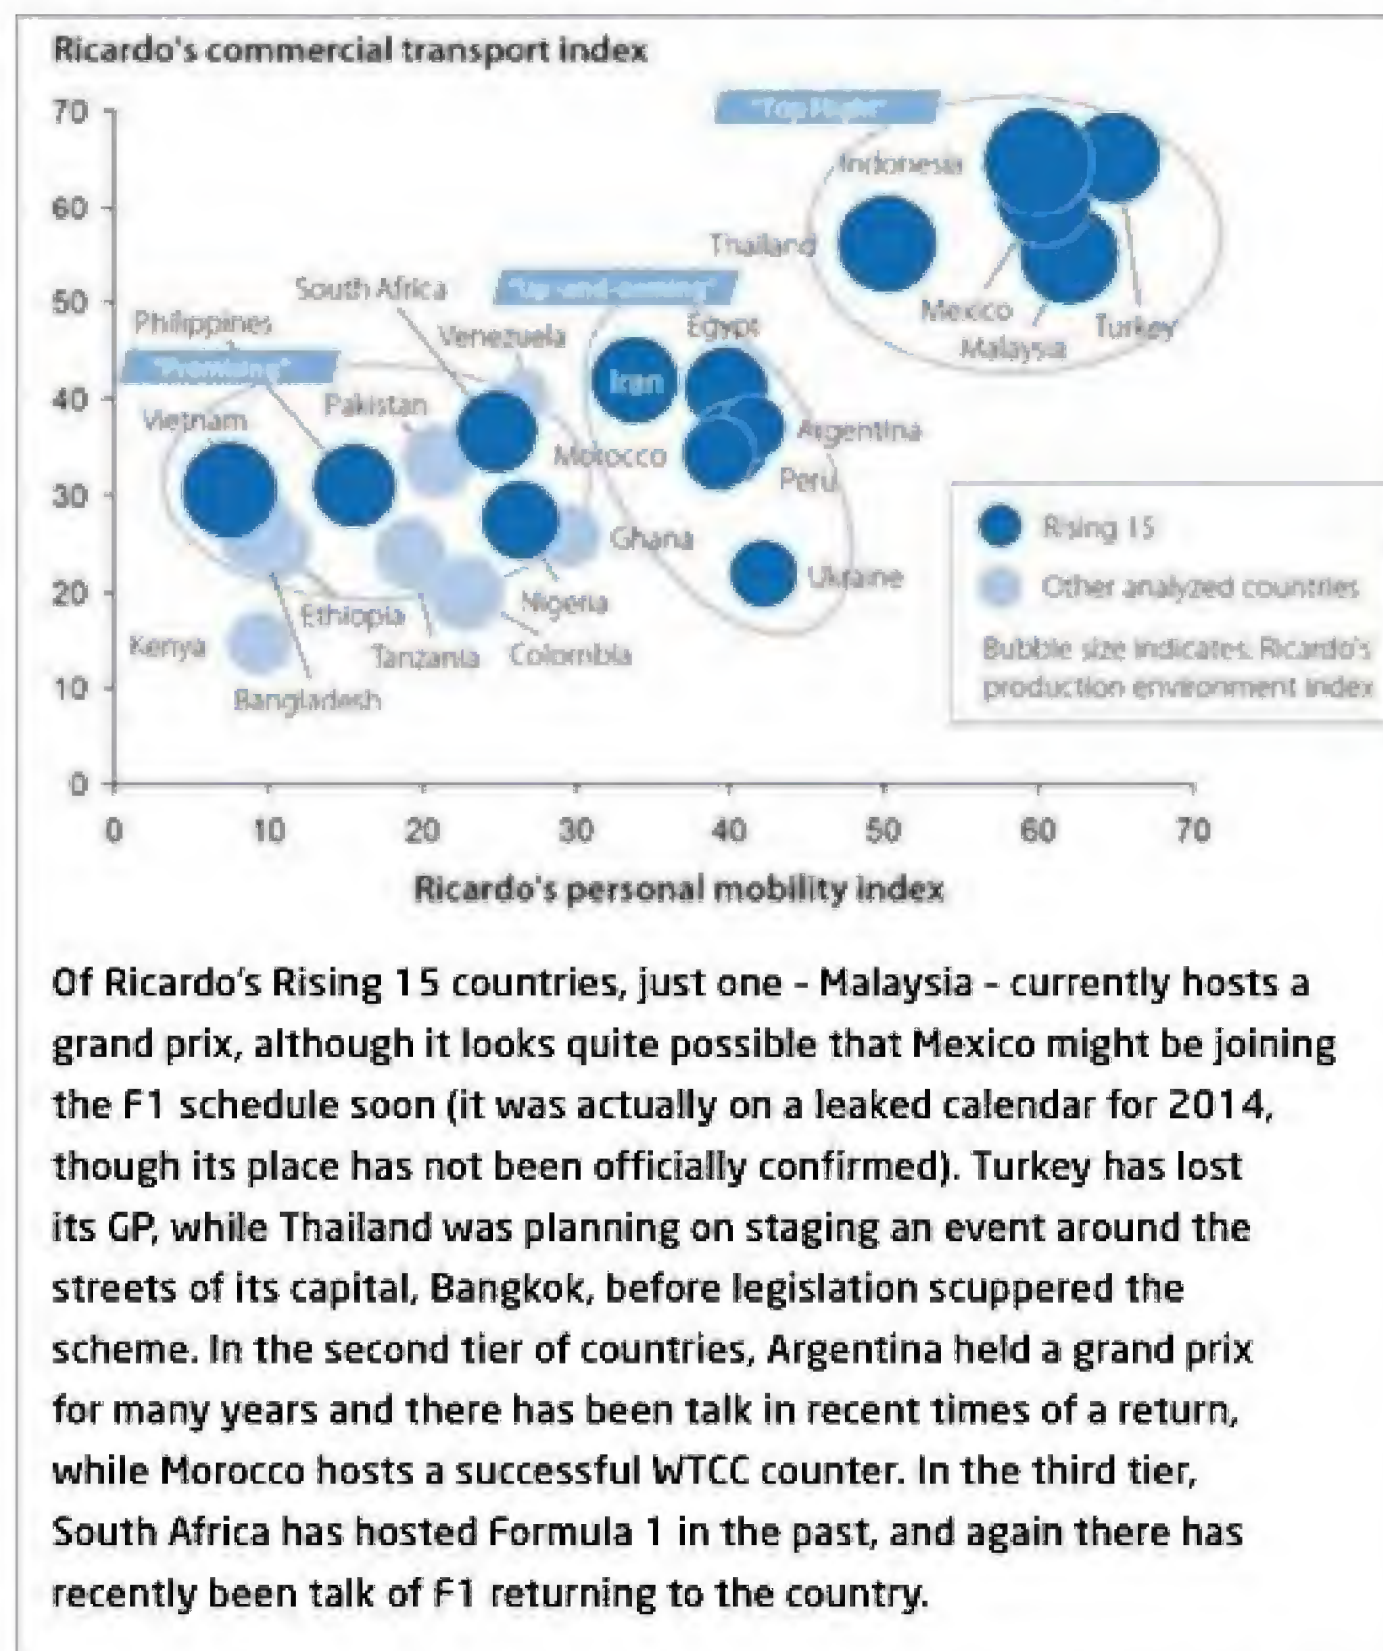 Ricardo's commercial transport index
70
"Top Flight"
Indonesia
60
Thailand
South Africa
"Up-and-coming"
50
Philippines
Venezuela
Egypt
Mexico
Turkey
Malaysia
"Promising"
Iran
40
Pakistan
Vietnam
Argentina
Morocco
Peru
30
Rising 15
Ghana
Ukraine
Other analyzed countries
20
Ethiopia
Nigeria
Kenya
Tanzania
Colombia
Bubble size indicates Ricardo's
production environment index
10
Bangladesh
0
0 10 20 30 40 50 60 70
Ricardo's personal mobility index
Of Ricardo's Rising 15 countries, just one - Malaysia - currently hosts a
grand prix, although it looks quite possible that Mexico might be joining
the F1 schedule soon (it was actually on a leaked calendar for 2014,
though its place has not been officially confirmed). Turkey has lost
its GP, while Thailand was planning on staging an event around the
streets of its capital, Bangkok, before legislation scuppered the
scheme. In the second tier of countries, Argentina held a grand prix
for many years and there has been talk in recent times of a return,
while Morocco hosts a successful WTCC counter. In the third tier,
South Africa has hosted Formula 1 in the past, and again there has
recently been talk of F1 returning to the country.